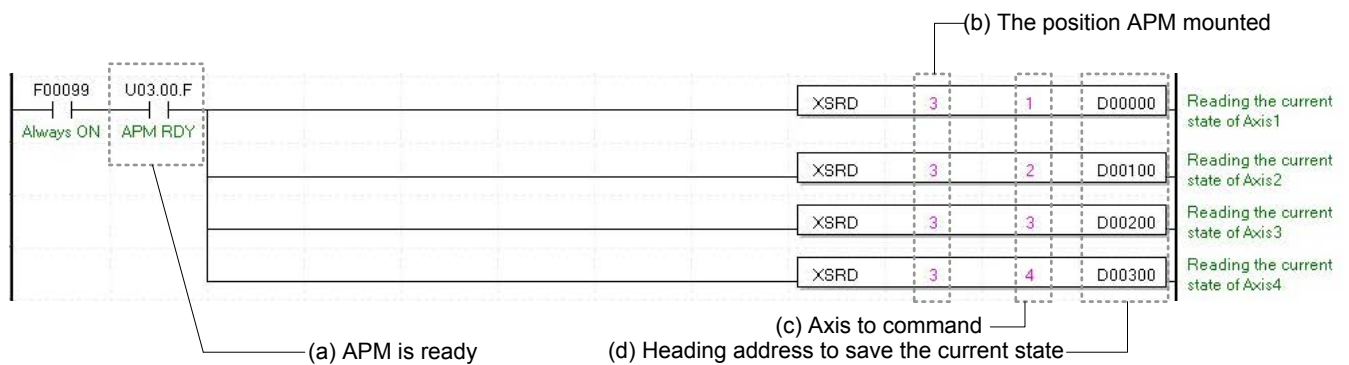 (b) The position APM mounted
F00099 U03.00.F
Always ON APM RDY
XSRD 3 1 D00000
Reading the current
state of Axis1
XSRD 3 2 D00100
Reading the current
state of Axis2
XSRD 3 3 D00200
Reading the current
state of Axis3
XSRD 3 4 D00300
Reading the current
state of Axis4
(c) Axis to command
(a) APM is ready
(d) Heading address to save the current state